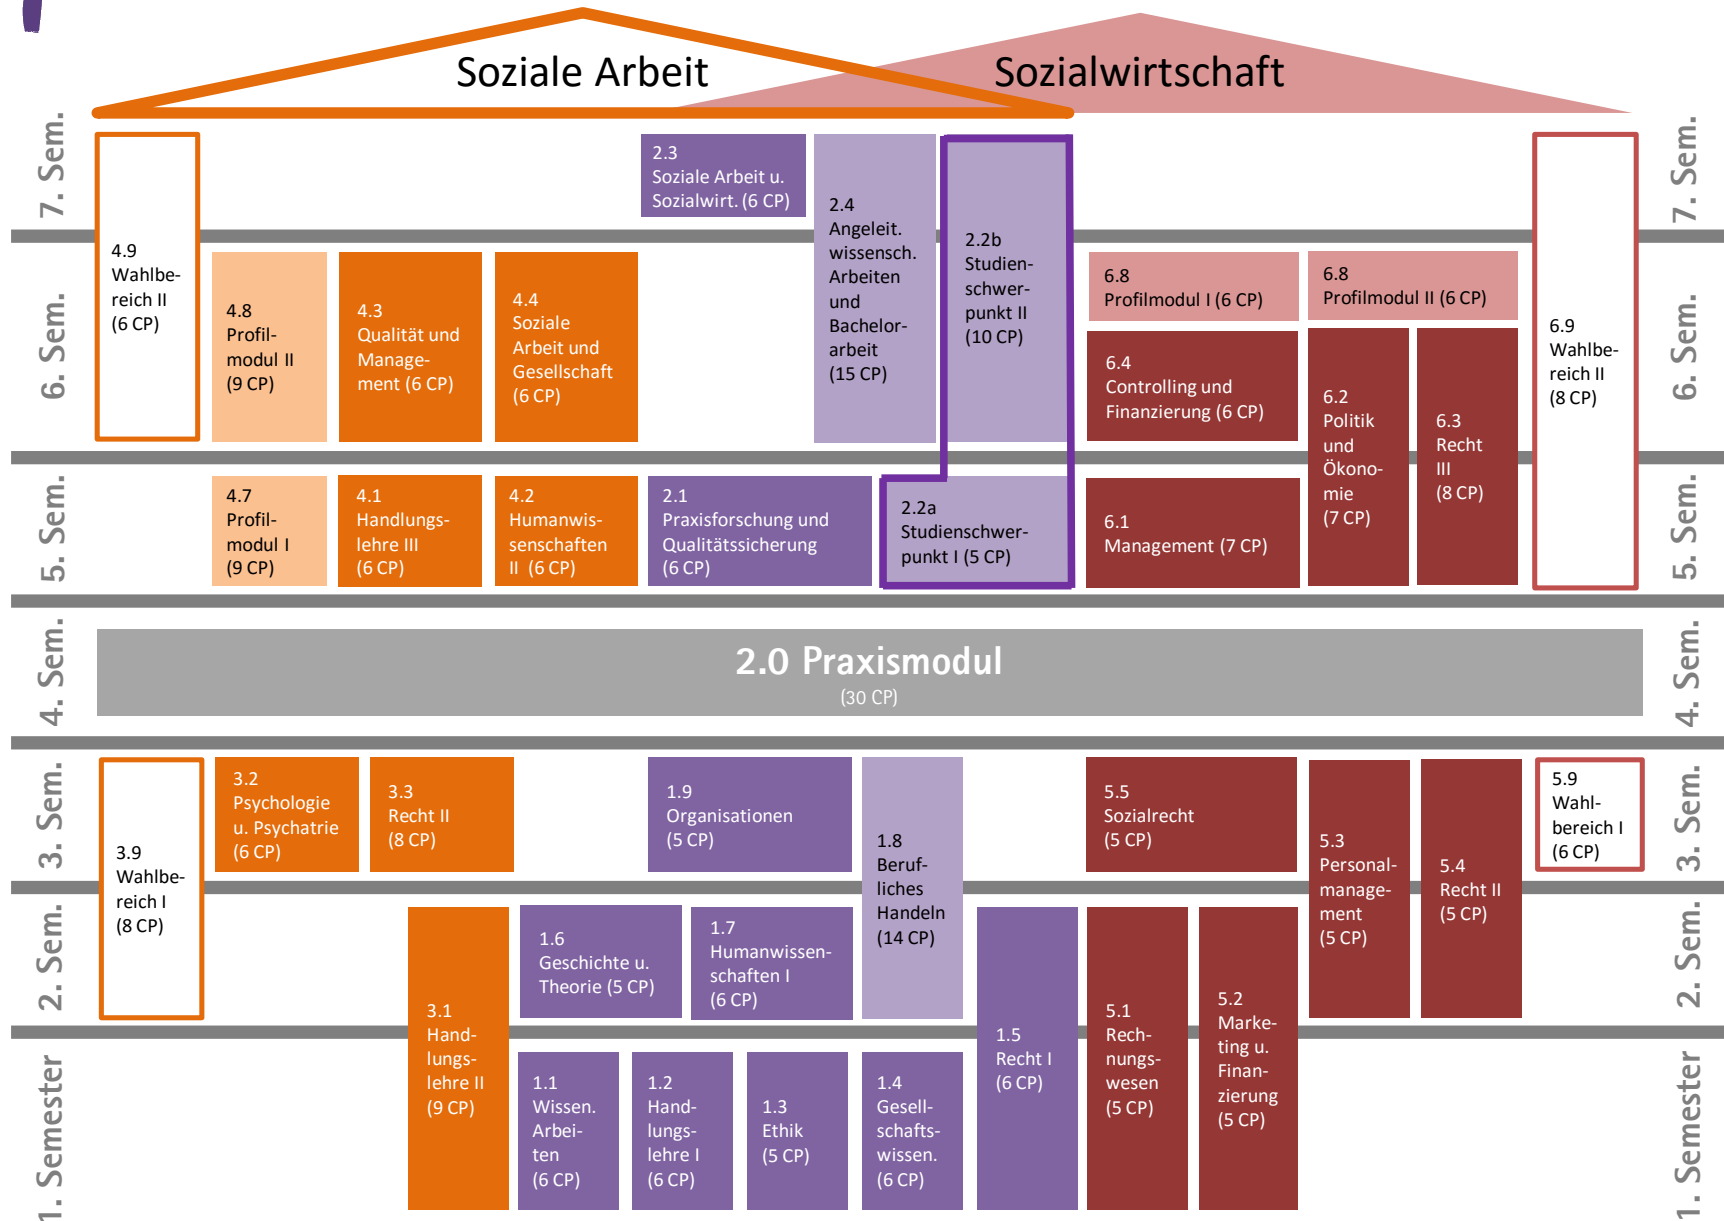 Soziale Arbeit
Sozialwirtschaft
7. Sem.
7. Sem.
2.3
Soziale Arbeit u.
Sozialwirt. (6 CP)
2.4
Angeleit.
wissensch.
Arbeiten
und
Bachelor-
arbeit
(15 CP)
2.2b
Studien-
schwer-
punkt II
(10 CP)
4.9
Wahlbe-
reich II
(6 CP)
6. Sem.
6. Sem.
4.8
Profil-
modul II
(9 CP)
4.3
Qualität und
Manage-
ment (6 CP)
4.4
Soziale
Arbeit und
Gesellschaft
(6 CP)
6.8
Profilmodul I (6 CP)
6.8
Profilmodul II (6 CP)
6.4
Controlling und
Finanzierung (6 CP)
6.2
Politik
und
Ökono-
mie
(7 CP)
6.3
Recht
III
(8 CP)
6.9
Wahlbe-
reich II
(8 CP)
5. Sem.
5. Sem.
4.7
Profil-
modul I
(9 CP)
4.1
Handlungs-
lehre III
(6 CP)
4.2
Humanwis-
senschaften
II (6 CP)
2.1
Praxisforschung und
Qualitätssicherung
(6 CP)
2.2a
Studienschwer-
punkt I (5 CP)
6.1
Management (7 CP)
4. Sem.
4. Sem.
2.0 Praxismodul
(30 CP)
3. Sem.
3. Sem.
3.9
Wahlbe-
reich I
(8 CP)
3.2
Psychologie
u. Psychatrie
(6 CP)
3.3
Recht II
(8 CP)
1.9
Organisationen
(5 CP)
1.8
Beruf-
liches
Handeln
(14 CP)
5.5
Sozialrecht
(5 CP)
5.3
Personal-
manage-
ment
(5 CP)
5.4
Recht II
(5 CP)
5.9
Wahl-
bereich I
(6 CP)
2. Sem.
2. Sem.
3.1
Hand-
lungs-
lehre II
(9 CP)
1.6
Geschichte u.
Theorie (5 CP)
1.7
Humanwissen-
schaften I
(6 CP)
1.5
Recht I
(6 CP)
5.1
Rech-
nungs-
wesen
(5 CP)
5.2
Marke-
ting u.
Finan-
zierung
(5 CP)
1. Semester
1. Semester
1.1
Wissen.
Arbei-
ten
(6 CP)
1.2
Hand-
lungs-
lehre I
(6 CP)
1.3
Ethik
(5 CP)
1.4
Gesell-
schafts-
wissen.
(6 CP)